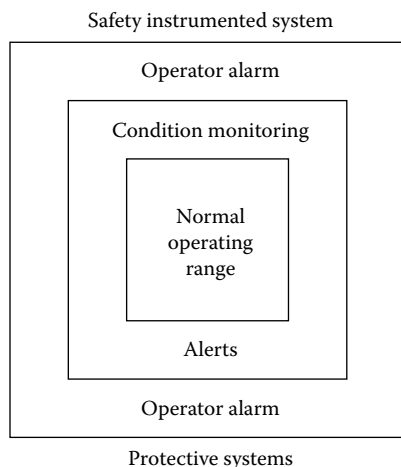 Safety instrumented system
Operator alarm
Condition monitoring
Normal
operating
range
Alerts
Operator alarm
Protective systems